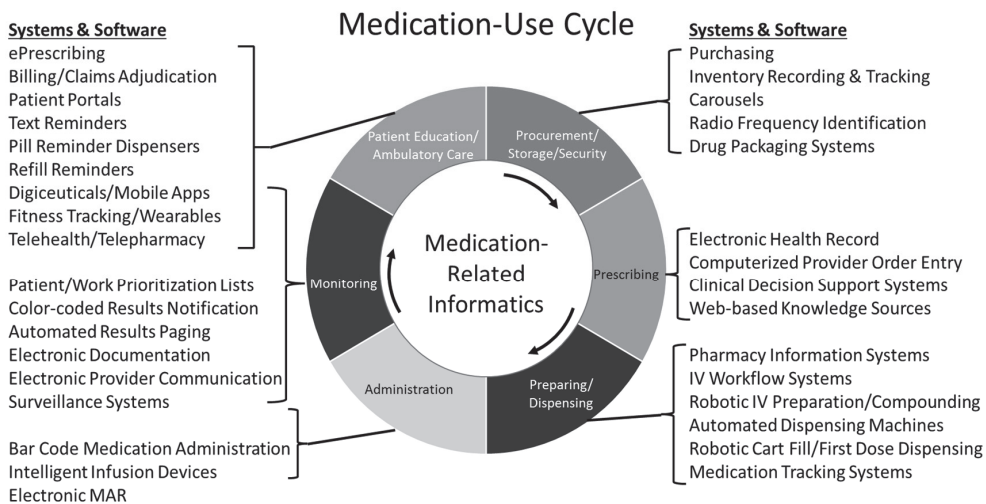 Medication-Use Cycle
Systems & Software
ePrescribing
Billing/Claims Adjudication
Patient Portals
Text Reminders
Pill Reminder Dispensers
Refill Reminders
Digiceuticals/Mobile Apps
Fitness Tracking/Wearables
Telehealth/Telepharmacy
Patient/Work Prioritization Lists
Color-coded Results Notification
Automated Results Paging
Electronic Documentation
Electronic Provider Communication
Surveillance Systems
Bar Code Medication Administration
Intelligent Infusion Devices
Electronic MAR
Patient Education/
Ambulatory Care
Procurement/
Storage/Security
Monitoring
Medication-
Related
Informatics
Prescribing
Administration
Preparing/
Dispensing
Systems & Software
Purchasing
Inventory Recording & Tracking
Carousels
Radio Frequency Identification
Drug Packaging Systems
Electronic Health Record
Computerized Provider Order Entry
Clinical Decision Support Systems
Web-based Knowledge Sources
Pharmacy Information Systems
IV Workflow Systems
Robotic IV Preparation/Compounding
Automated Dispensing Machines
Robotic Cart Fill/First Dose Dispensing
Medication Tracking Systems